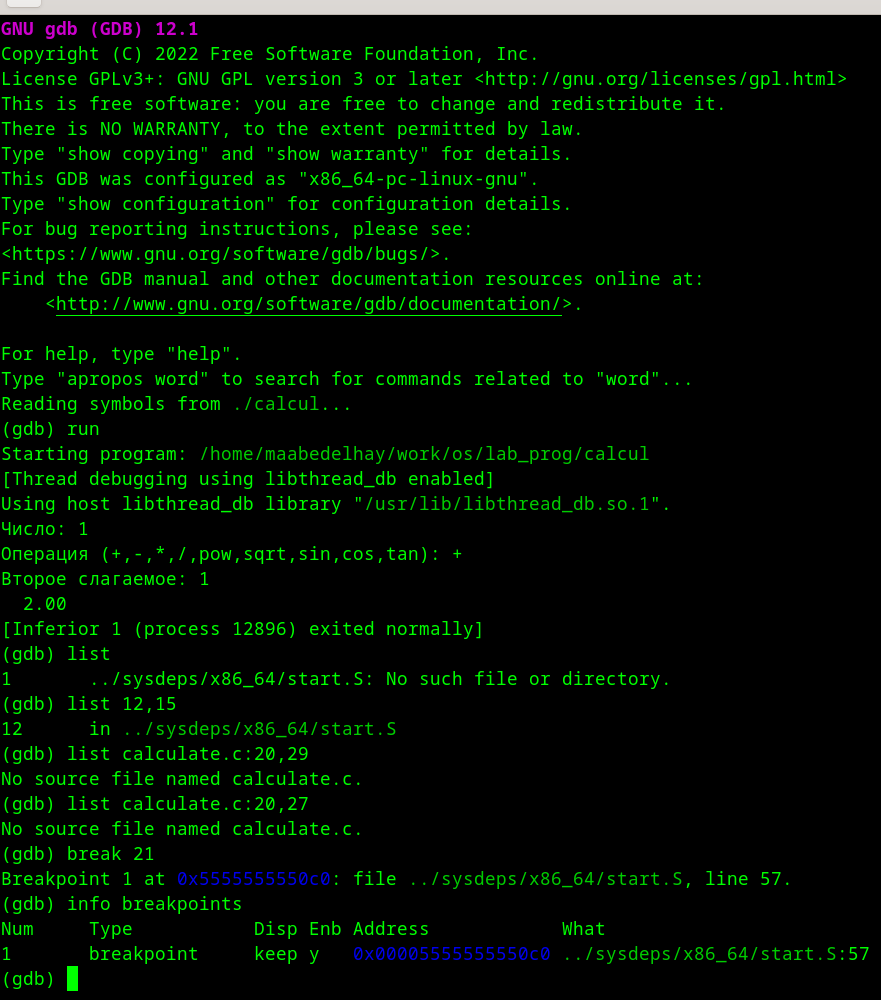 GNU gdb (GDB) 12.1
Copyright (C) 2022 Free Software Foundation, Inc.
License GPLv3+: GNU GPL version 3 or later <http://gnu.org/licenses/gpl.html>
This is free software: you are free to change and redistribute it.
There is NO WARRANTY, to the extent permitted by law.
Type "show copying" and "show warranty" for details.
This GDB was configured as "x86_64-pc-linux-gnu".
Type "show configuration" for configuration details.
For bug reporting instructions, please see:
<https://www.gnu.org/software/gdb/bugs/>.
Find the GDB manual and other documentation resources online at:
    <http://www.gnu.org/software/gdb/documentation/>.

For help, type "help".
Type "apropos word" to search for commands related to "word"...
Reading symbols from ./calcul...
(gdb) run
Starting program: /home/maabedelhay/work/os/lab_prog/calcul
[Thread debugging using libthread_db enabled]
Using host libthread_db library "/usr/lib/libthread_db.so.1".
Число: 1
Операция (+,-,*,/,pow,sqrt,sin,cos,tan): +
Второе слагаемое: 1
  2.00
[Inferior 1 (process 12896) exited normally]
(gdb) list
1       ../sysdeps/x86_64/start.S: No such file or directory.
(gdb) list 12,15
12      in ../sysdeps/x86_64/start.S
(gdb) list calculate.c:20,29
No source file named calculate.c.
(gdb) list calculate.c:20,27
No source file named calculate.c.
(gdb) break 21
Breakpoint 1 at 0x5555555550c0: file ../sysdeps/x86_64/start.S, line 57.
(gdb) info breakpoints
Num     Type           Disp Enb Address            What
1       breakpoint     keep y   0x00005555555550c0 ../sysdeps/x86_64/start.S:57
(gdb)